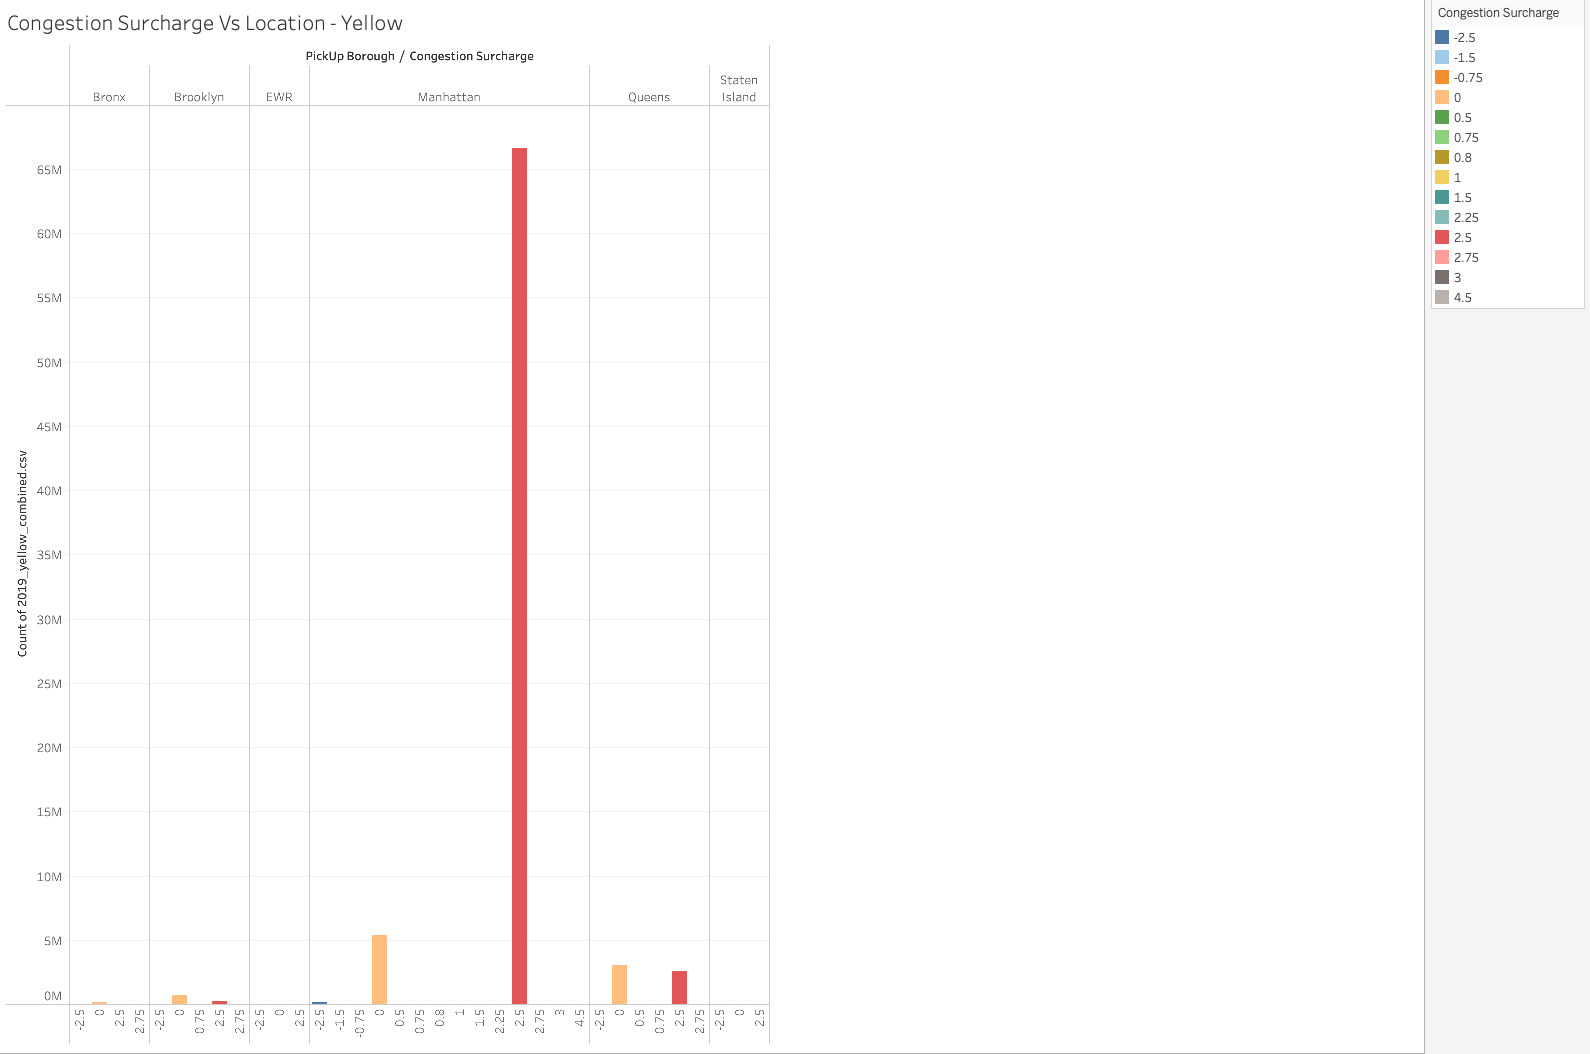 Congestion Surcharge Vs Location - Yellow
PickUp Borough / Congestion Surcharge
Bronx
Brooklyn
EWR
Manhattan
Queens
Staten
Island
65M
60M
55M
50M
45M
40M
35M
30M
25M
20M
15M
10M
5M
0M
Count of 2019_yellow_combined.csv
-2.5 0 2.5 2.75
-2.5 0 0.75 2.5 2.75
-2.5 0 2.5
-2.5 -1.5 -0.75 0 0.5 0.75 0.8 1 1.5 2.25 2.5 2.75 3 4.5
-2.5 0 0.5 0.75 2.5 2.75
-2.5 0 2.5
Congestion Surcharge
-2.5
-1.5
-0.75
0
0.5
0.75
0.8
1
1.5
2.25
2.5
2.75
3
4.5